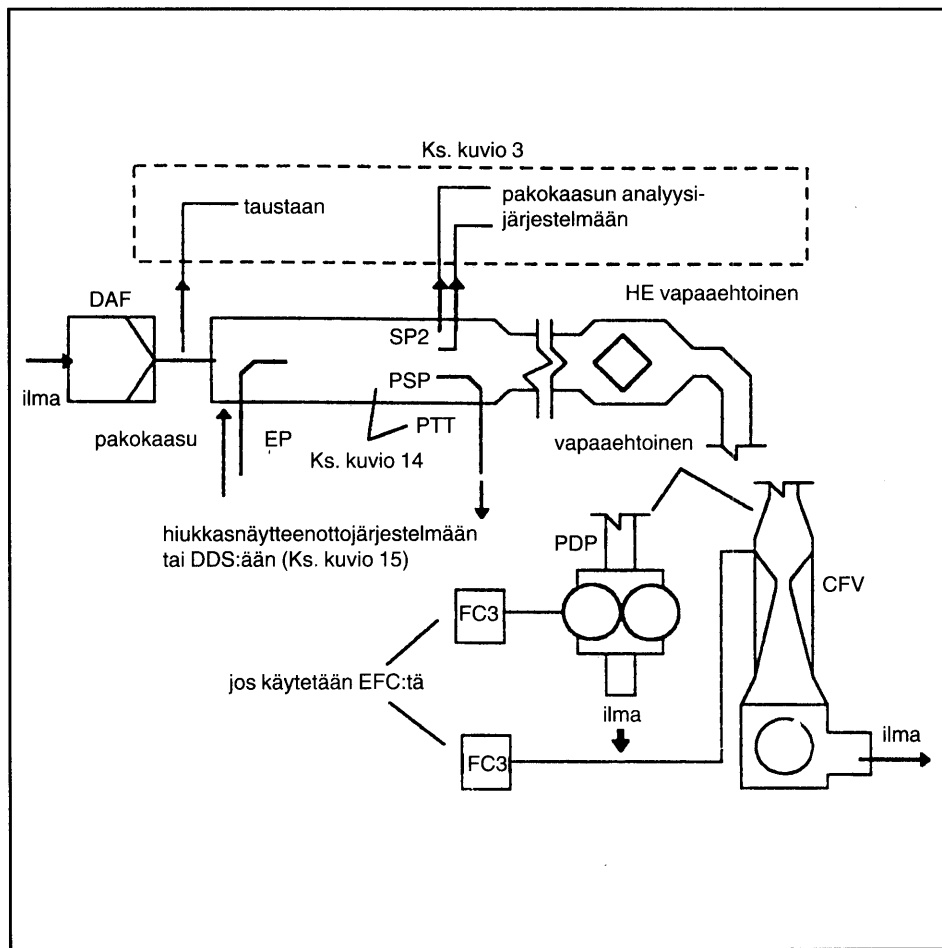 Ks. kuvio 3
taustaan
pakokaasun analyysi-
järjestelmään
DAF
HE vapaaehtoinen
SP2
ilma
PSP
pakokaasu
EP
PTT
Ks. kuvio 14
vapaaehtoinen
hiukkasnäytteenottojärjestelmään
tai DDS:ään (Ks. kuvio 15)
PDP
CFV
FC3
jos käytetään EFC:tä
ilma
ilma
FC3